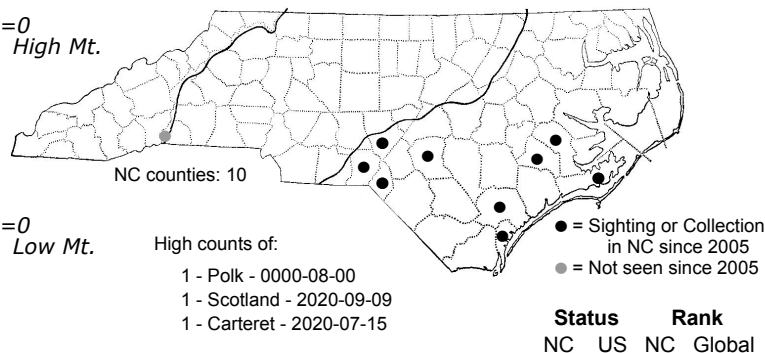 =0
High Mt.
NC counties: 10
=0
Low Mt.
High counts of:
1 - Polk - 0000-08-00
1 - Scotland - 2020-09-09
1 - Carteret - 2020-07-15
= Sighting or Collection
in NC since 2005
= Not seen since 2005
Status Rank
NC US NC Global